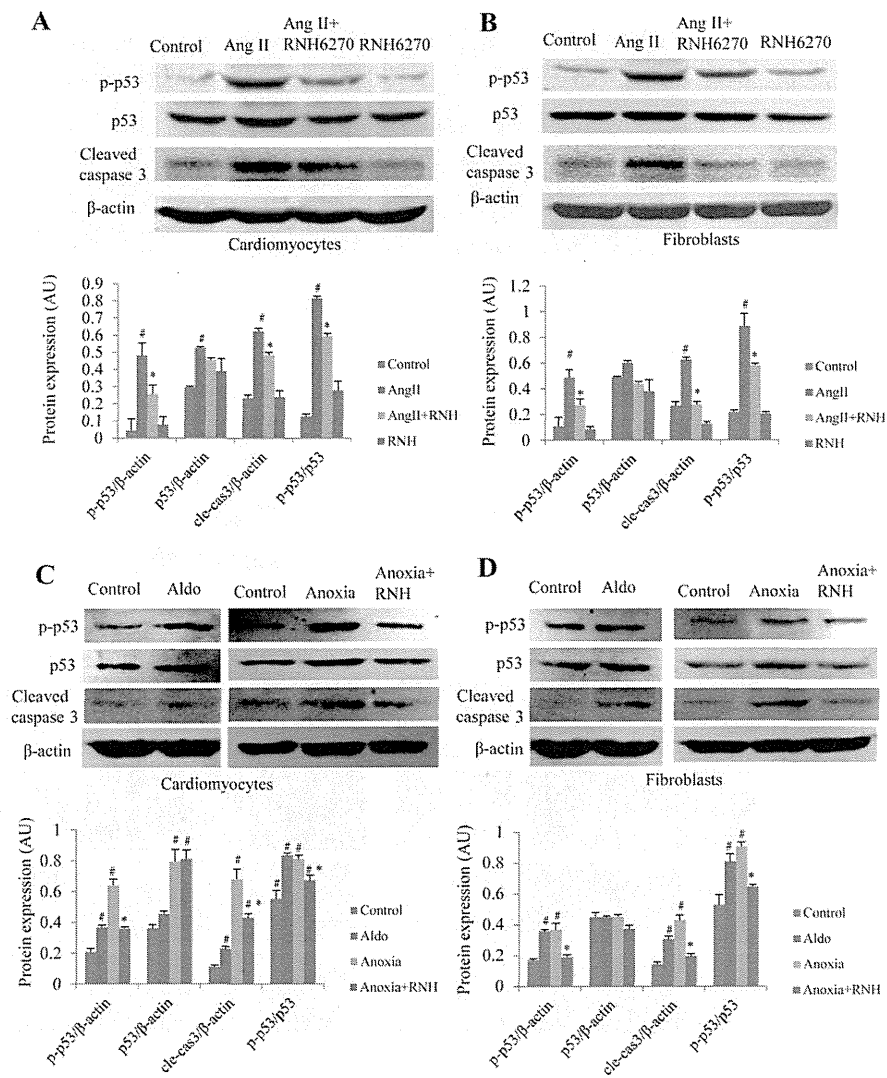 A
Control
Ang II
Ang II+
RNH6270
RNH6270
p-p53
p53
Cleaved
caspase 3
β-actin
Cardiomyocytes
Protein expression (AU)
0.9
0.8
0.7
0.6
0.5
0.4
0.3
0.2
0.1
0
#
*
#
#
*
#
*
p-p53/β-actin
p53/β-actin
cle-cas3/β-actin
p-p53/p53
Control
AngII
AngII+RNH
RNH
B
Control
Ang II
Ang II+
RNH6270
RNH6270
p-p53
p53
Cleaved
caspase 3
β-actin
Fibroblasts
Protein expression (AU)
1.2
1
0.8
0.6
0.4
0.2
0
#
*
#
*
#
*
p-p53/β-actin
p53/β-actin
cle-cas3/β-actin
p-p53/p53
Control
AngII
AngII+RNH
RNH
C
Control
Aldo
Control
Anoxia
Anoxia+
RNH
p-p53
p53
Cleaved
caspase 3
β-actin
Cardiomyocytes
Protein expression (AU)
1
0.8
0.6
0.4
0.2
0
#
#
*
#
#
#
#
#
*
#
#
#
#
*
p-p53/β-actin
p53/β-actin
cle-cas3/β-actin
p-p53/p53
Control
Aldo
Anoxia
Anoxia+RNH
D
Control
Aldo
Control
Anoxia
Anoxia+
RNH
p-p53
p53
Cleaved
caspase 3
β-actin
Fibroblasts
Protein expression (AU)
1
0.8
0.6
0.4
0.2
0
#
#
*
#
#
*
#
#
*
p-p53/β-actin
p53/β-actin
cle-cas3/β-actin
p-p53/p53
Control
Aldo
Anoxia
Anoxia+RNH